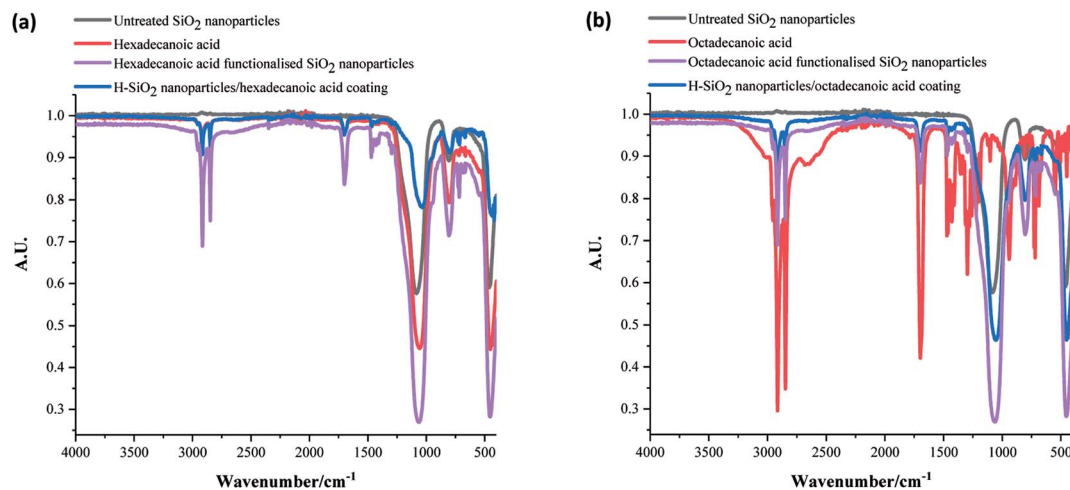 (a)
Untreated SiO₂ nanoparticles
Hexadecanoic acid
Hexadecanoic acid functionalised SiO₂ nanoparticles
H-SiO₂ nanoparticles/hexadecanoic acid coating
1.0
0.9
0.8
0.7
0.6
0.5
0.4
0.3
A.U.
4000 3500 3000 2500 2000 1500 1000 500
Wavenumber/cm⁻¹
(b)
Untreated SiO₂ nanoparticles
Octadecanoic acid
Octadecanoic acid functionalised SiO₂ nanoparticles
H-SiO₂ nanoparticles/octadecanoic acid coating
1.0
0.9
0.8
0.7
0.6
0.5
0.4
0.3
A.U.
4000 3500 3000 2500 2000 1500 1000 500
Wavenumber/cm⁻¹